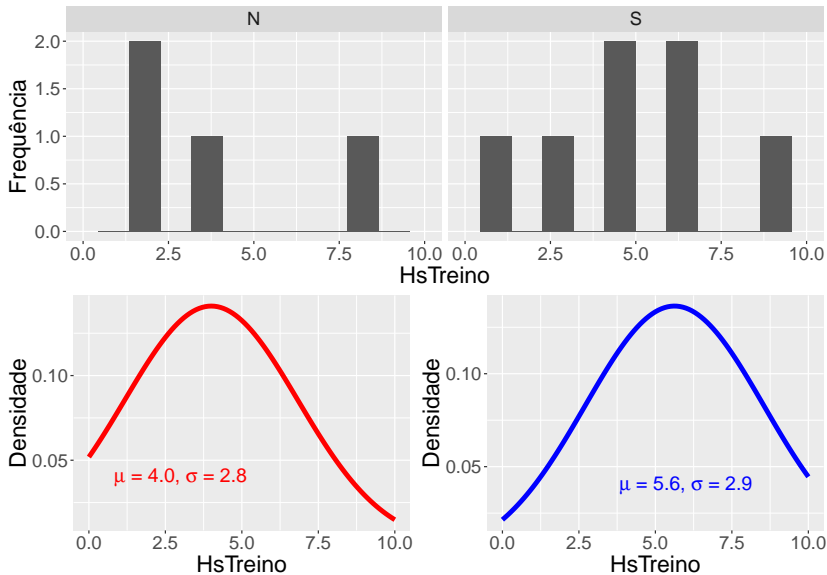 N S
2.0
1.5
1.0
0.5
0.0
Frequência
0.0 2.5 5.0 7.5 10.0 0.0 2.5 5.0 7.5 10.0
HsTreino
0.10
0.05
Densidade
μ = 4.0, σ = 2.8
0.0 2.5 5.0 7.5 10.0
HsTreino
0.10
0.05
Densidade
μ = 5.6, σ = 2.9
0.0 2.5 5.0 7.5 10.0
HsTreino